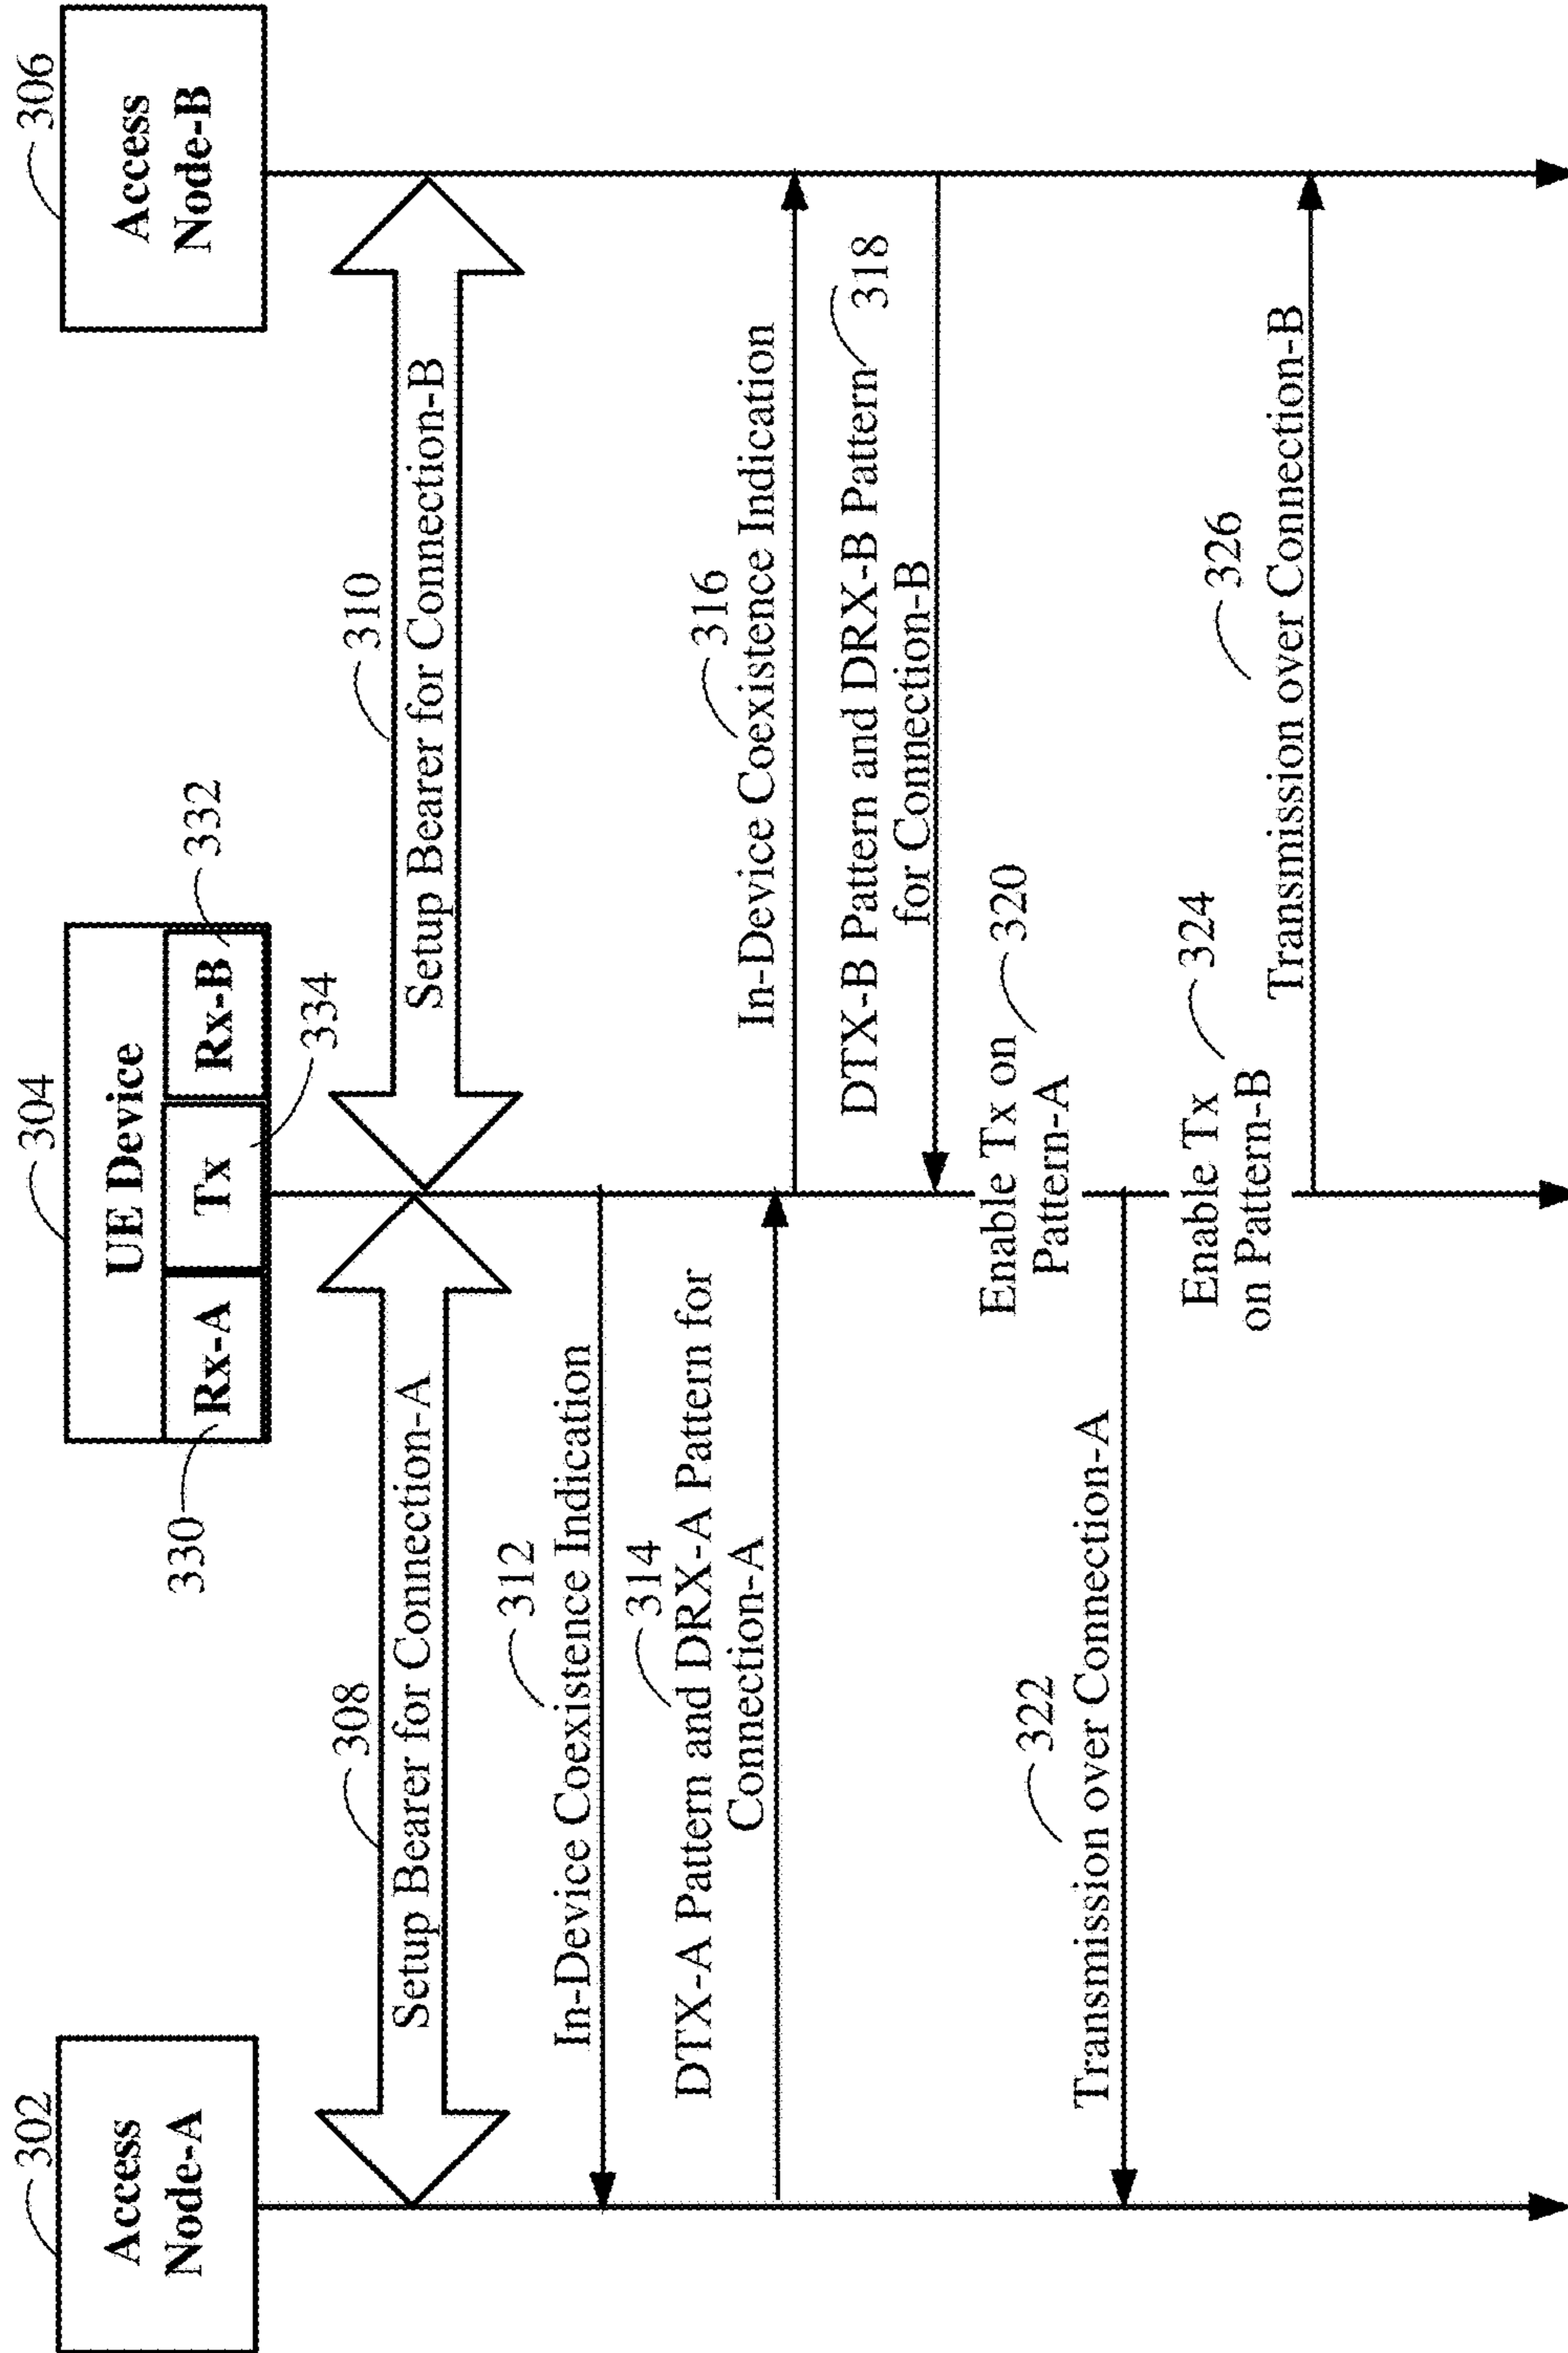 302
Access
Node-A
304
UE Device
Rx-A
Tx
Rx-B
330
334
332
306
Access
Node-B
308
Setup Bearer for Connection-A
310
Setup Bearer for Connection-B
312
In-Device Coexistence Indication
314
DTX-A Pattern and DRX-A Pattern for
Connection-A
316
In-Device Coexistence Indication
DTX-B Pattern and DRX-B Pattern
318
for Connection-B
Enable Tx on
320
Pattern-A
322
Transmission over Connection-A
Enable Tx
324
on Pattern-B
326
Transmission over Connection-B